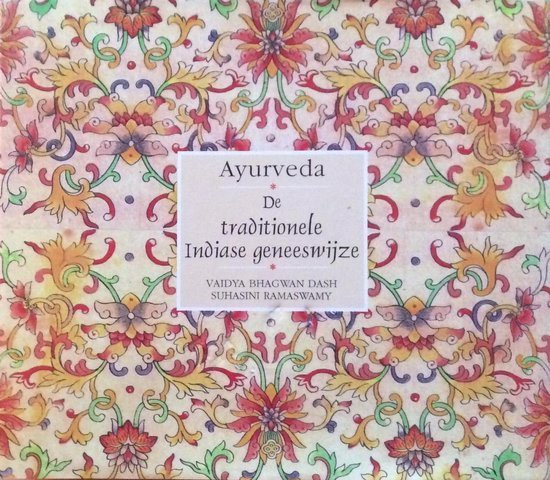 Ayurveda
De
traditionele
Indiase geneeswijze
VAIDYA BHAGWAN DASH
SUHASINI RAMASWAMY